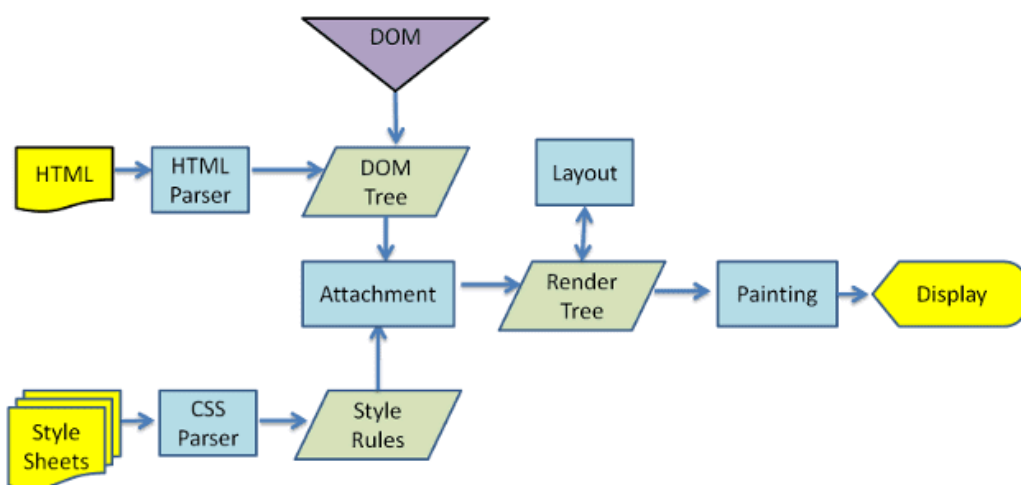 DOM
HTML
HTML
Parser
DOM
Tree
Layout
Attachment
Render
Tree
Painting
Display
Style
Sheets
CSS
Parser
Style
Rules